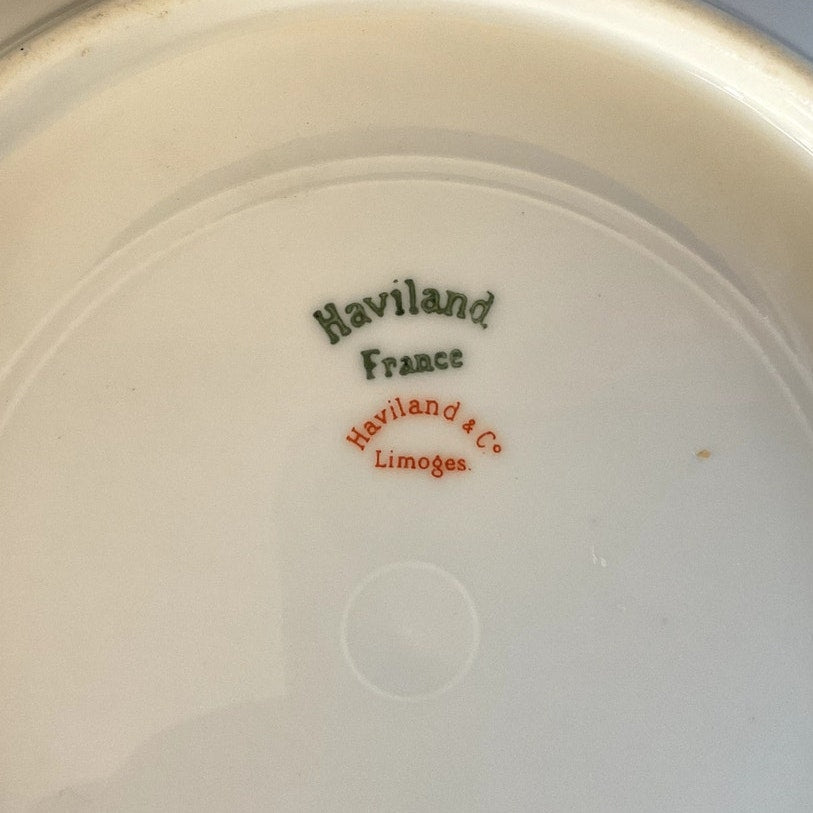 Haviland
France
Haviland & Cº
Limoges.